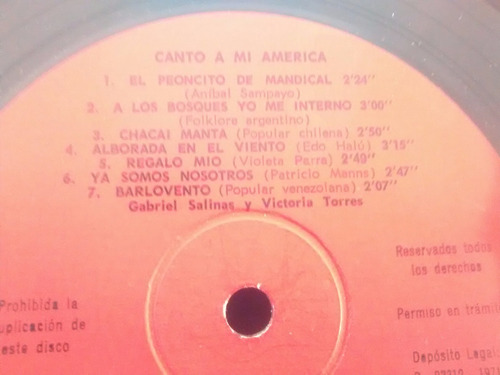 CANTO A MI AMERICA
1. EL PEONCITO DE MANDICAL 2'24"
(Aníbal Sampayo)
2. A LOS BOSQUES YO ME INTERNO 3'00"
(Folklore argentino)
3. CHACAI MANTA (Popular chilena) 2'50"
4. ALBORADA EN EL VIENTO (Edo Halú) 3'15"
5. REGALO MIO (Violeta Parra) 2'49"
6. YA SOMOS NOSOTROS (Patricio Manns) 2'47"
7. BARLOVENTO (Popular venezolana) 2'07"
Gabriel Salinas y Victoria Torres
Reservados todos
los derechos
Prohibida la
uplicación de
este disco
Permiso en trámit
Depósito Legal